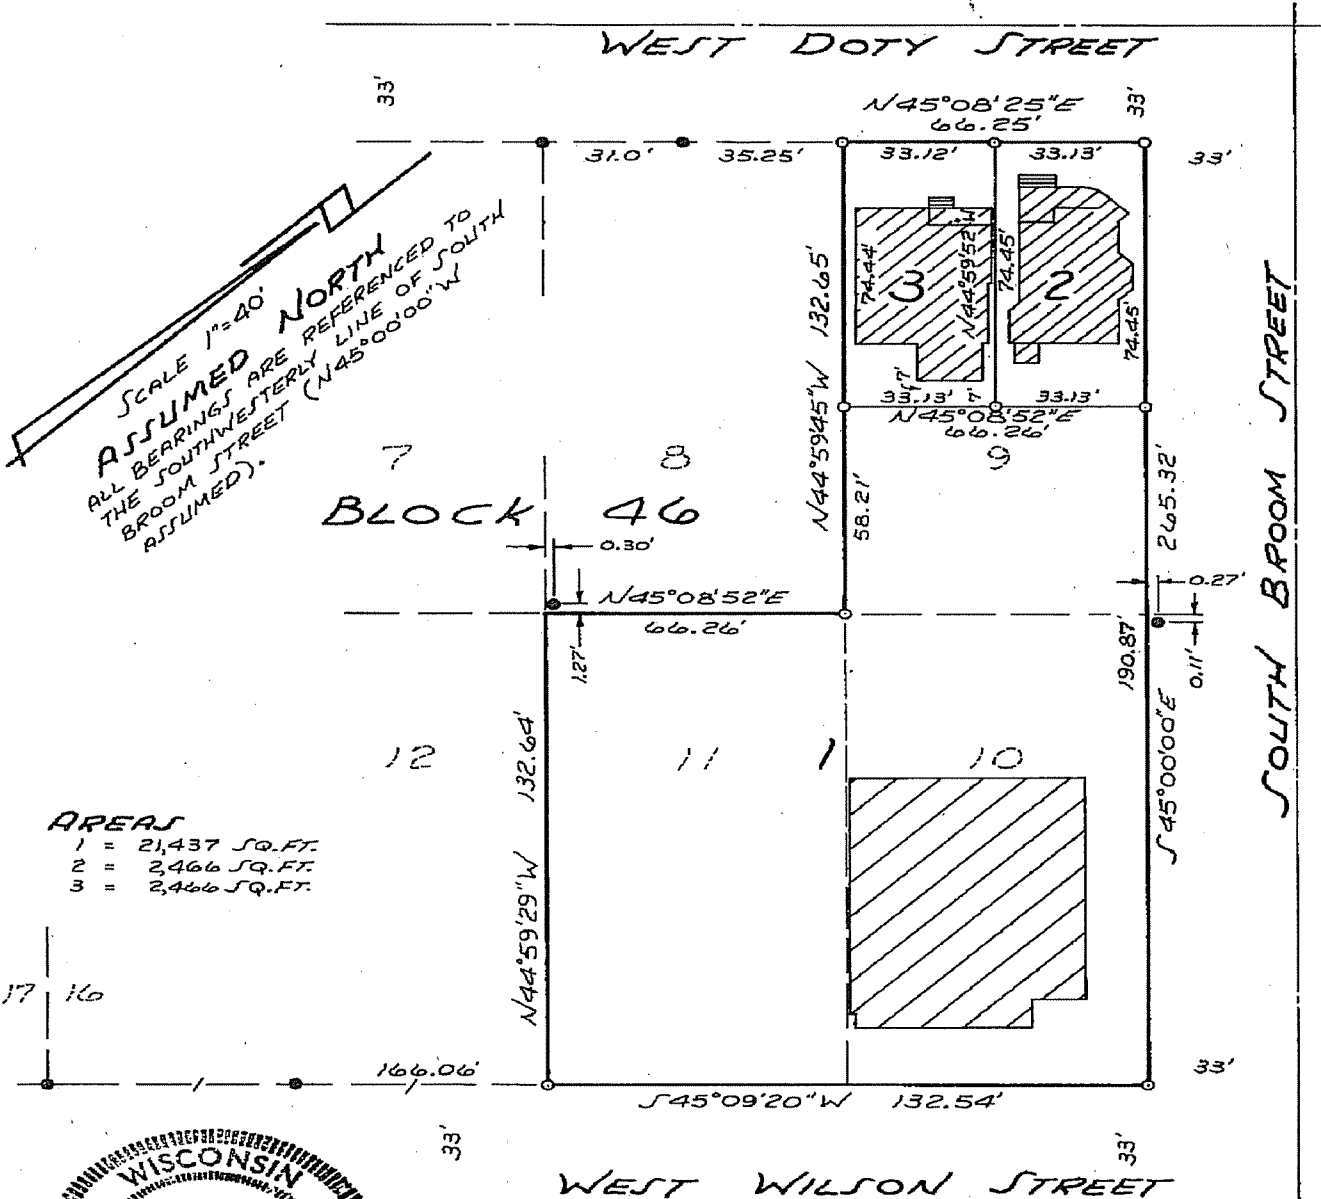 WEST DOTY STREET
33'
N45°08'25"E
66.25'
33'
31.0'
35.25'
33.12'
33.13'
33'
SCALE 1"=40'
ASSUMED NORTH
ALL BEARINGS ARE REFERENCED TO
THE SOUTHWESTERLY LINE OF SOUTH
BROOM STREET (N45°00'00"W
ASSUMED).
N44°59'45"W 132.65'
74.44'
3
N44°59'52"W
74.45'
2
74.45'
33.13'
7'
7'
33.13'
N45°08'52"E
66.26'
7
8
9
BLOCK 46
58.21'
265.32'
SOUTH BROOM STREET
0.30'
N45°08'52"E
66.26'
1.27'
0.27'
0.11'
190.87'
S45°00'00"E
12
11
1
10
N44°59'29"W 132.64'
AREAS
1 = 21,437 SQ.FT.
2 = 2,466 SQ.FT.
3 = 2,466 SQ.FT.
17
16
166.06'
S45°09'20"W 132.54'
33'
33'
33'
WISCONSIN
WEST WILSON STREET